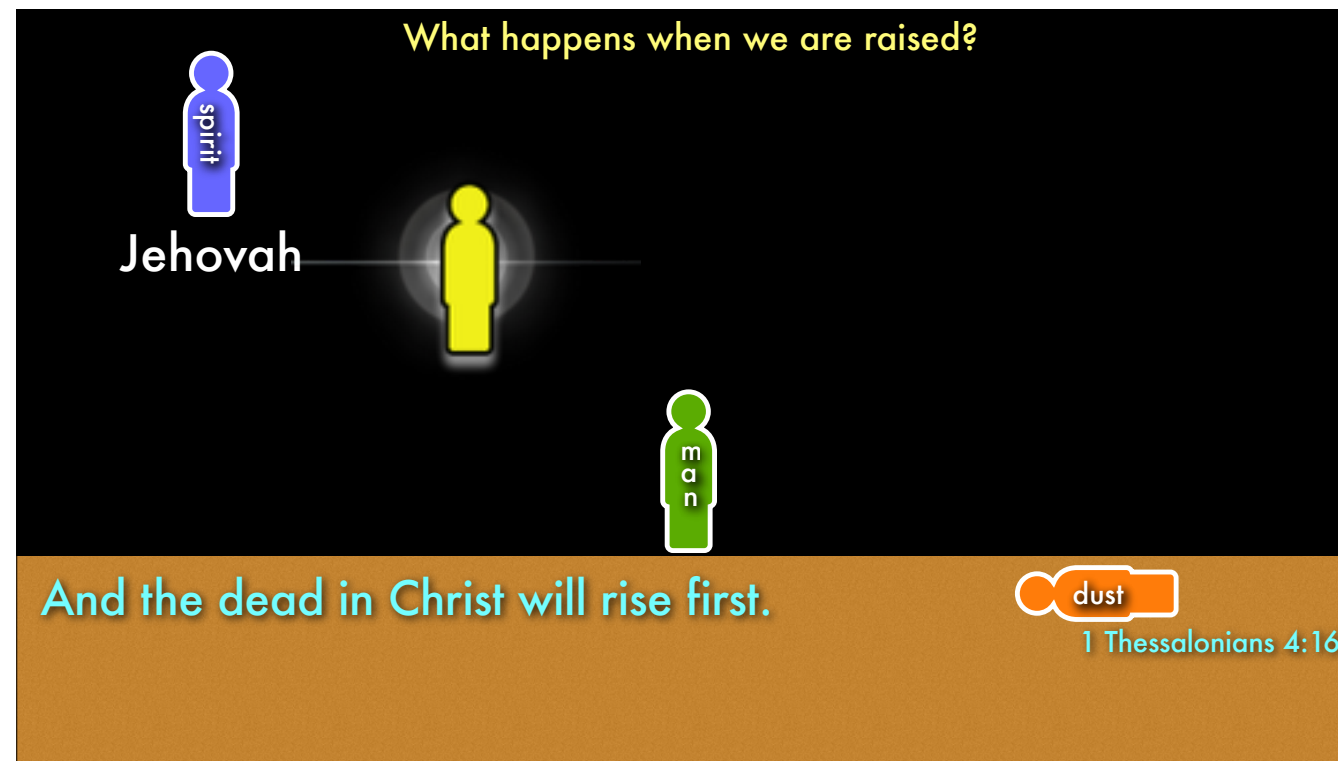 What happens when we are raised?
spirit
Jehovah
man
And the dead in Christ will rise first.
dust
1 Thessalonians 4:16